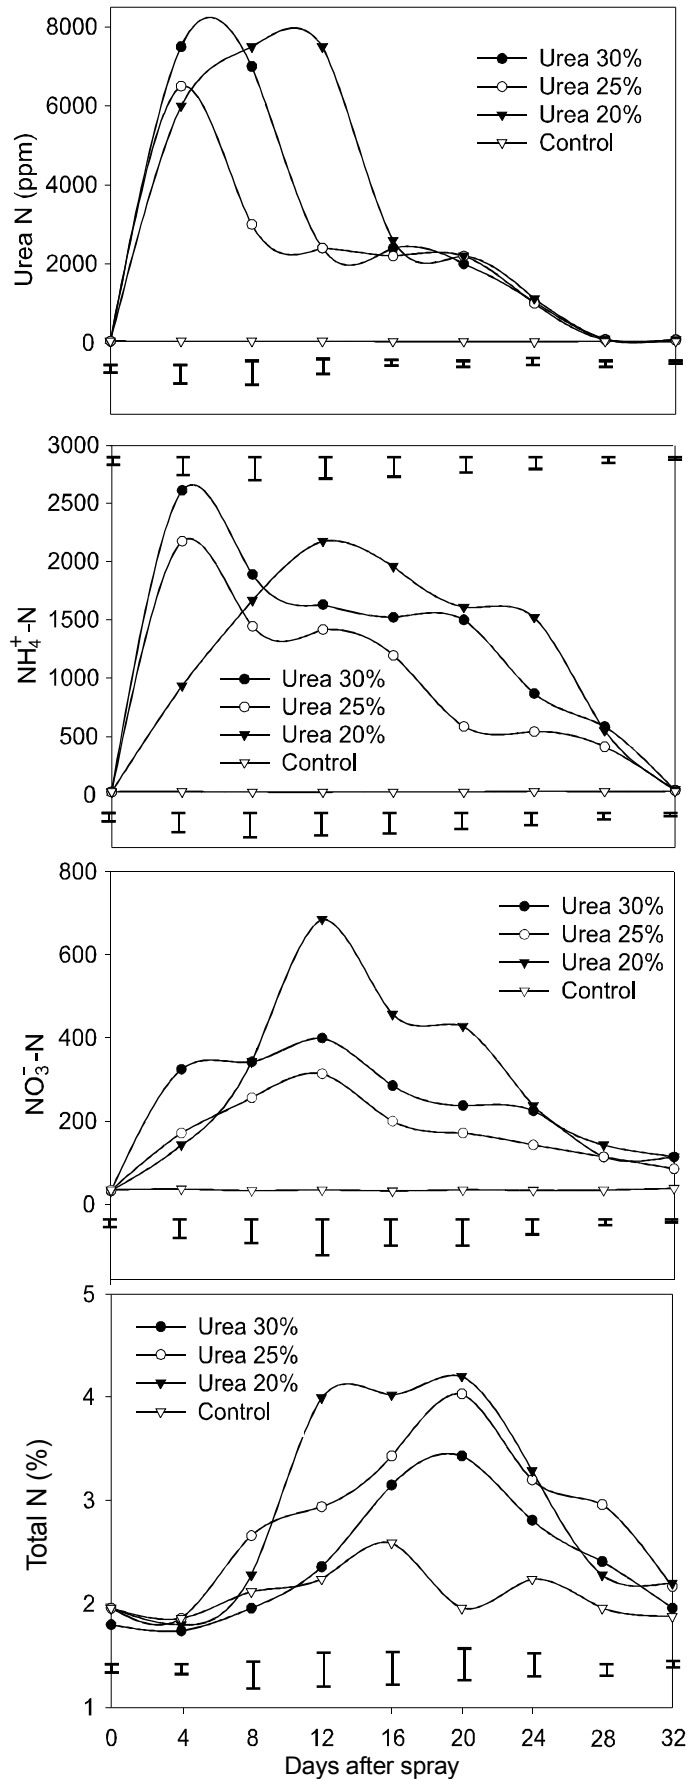 8000
6000
4000
2000
0
Urea N (ppm)
Urea 30%
Urea 25%
Urea 20%
Control
3000
2500
2000
1500
1000
500
0
NH₄⁺-N
Urea 30%
Urea 25%
Urea 20%
Control
800
600
400
200
0
NO₃⁻-N
Urea 30%
Urea 25%
Urea 20%
Control
5
4
3
2
1
Total N (%)
Urea 30%
Urea 25%
Urea 20%
Control
0 4 8 12 16 20 24 28 32
Days after spray